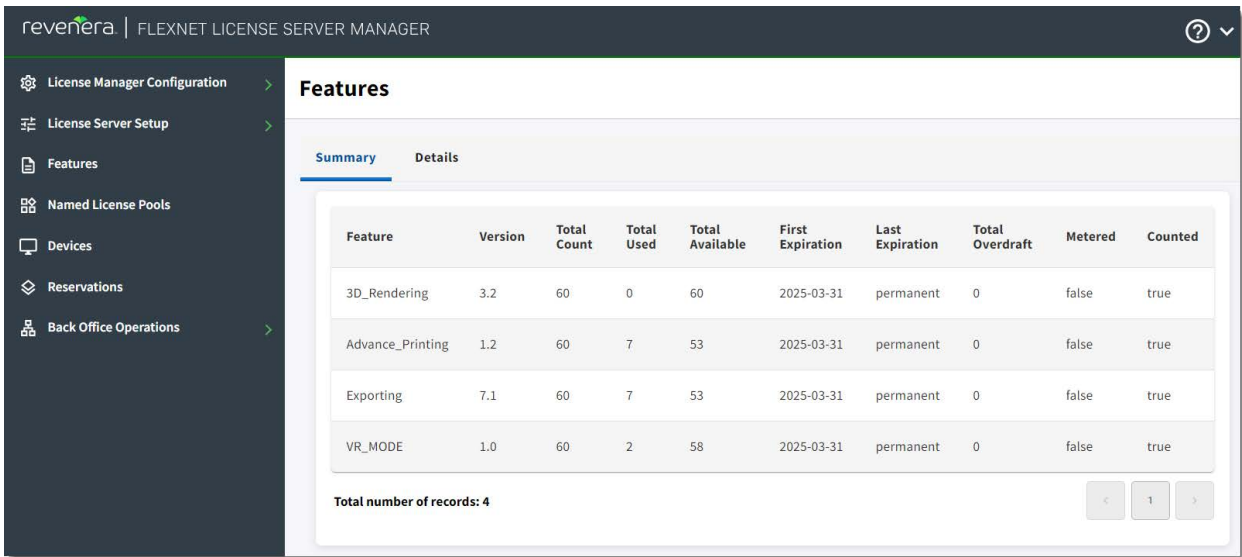 revenera. | FLEXNET LICENSE SERVER MANAGER
License Manager Configuration
License Server Setup
Features
Named License Pools
Devices
Reservations
Back Office Operations
Features
Summary Details
Feature Version Total Count Total Used Total Available First Expiration Last Expiration Total Overdraft Metered Counted
3D_Rendering 3.2 60 0 60 2025-03-31 permanent 0 false true
Advance_Printing 1.2 60 7 53 2025-03-31 permanent 0 false true
Exporting 7.1 60 7 53 2025-03-31 permanent 0 false true
VR_MODE 1.0 60 2 58 2025-03-31 permanent 0 false true
Total number of records: 4
< 1 >